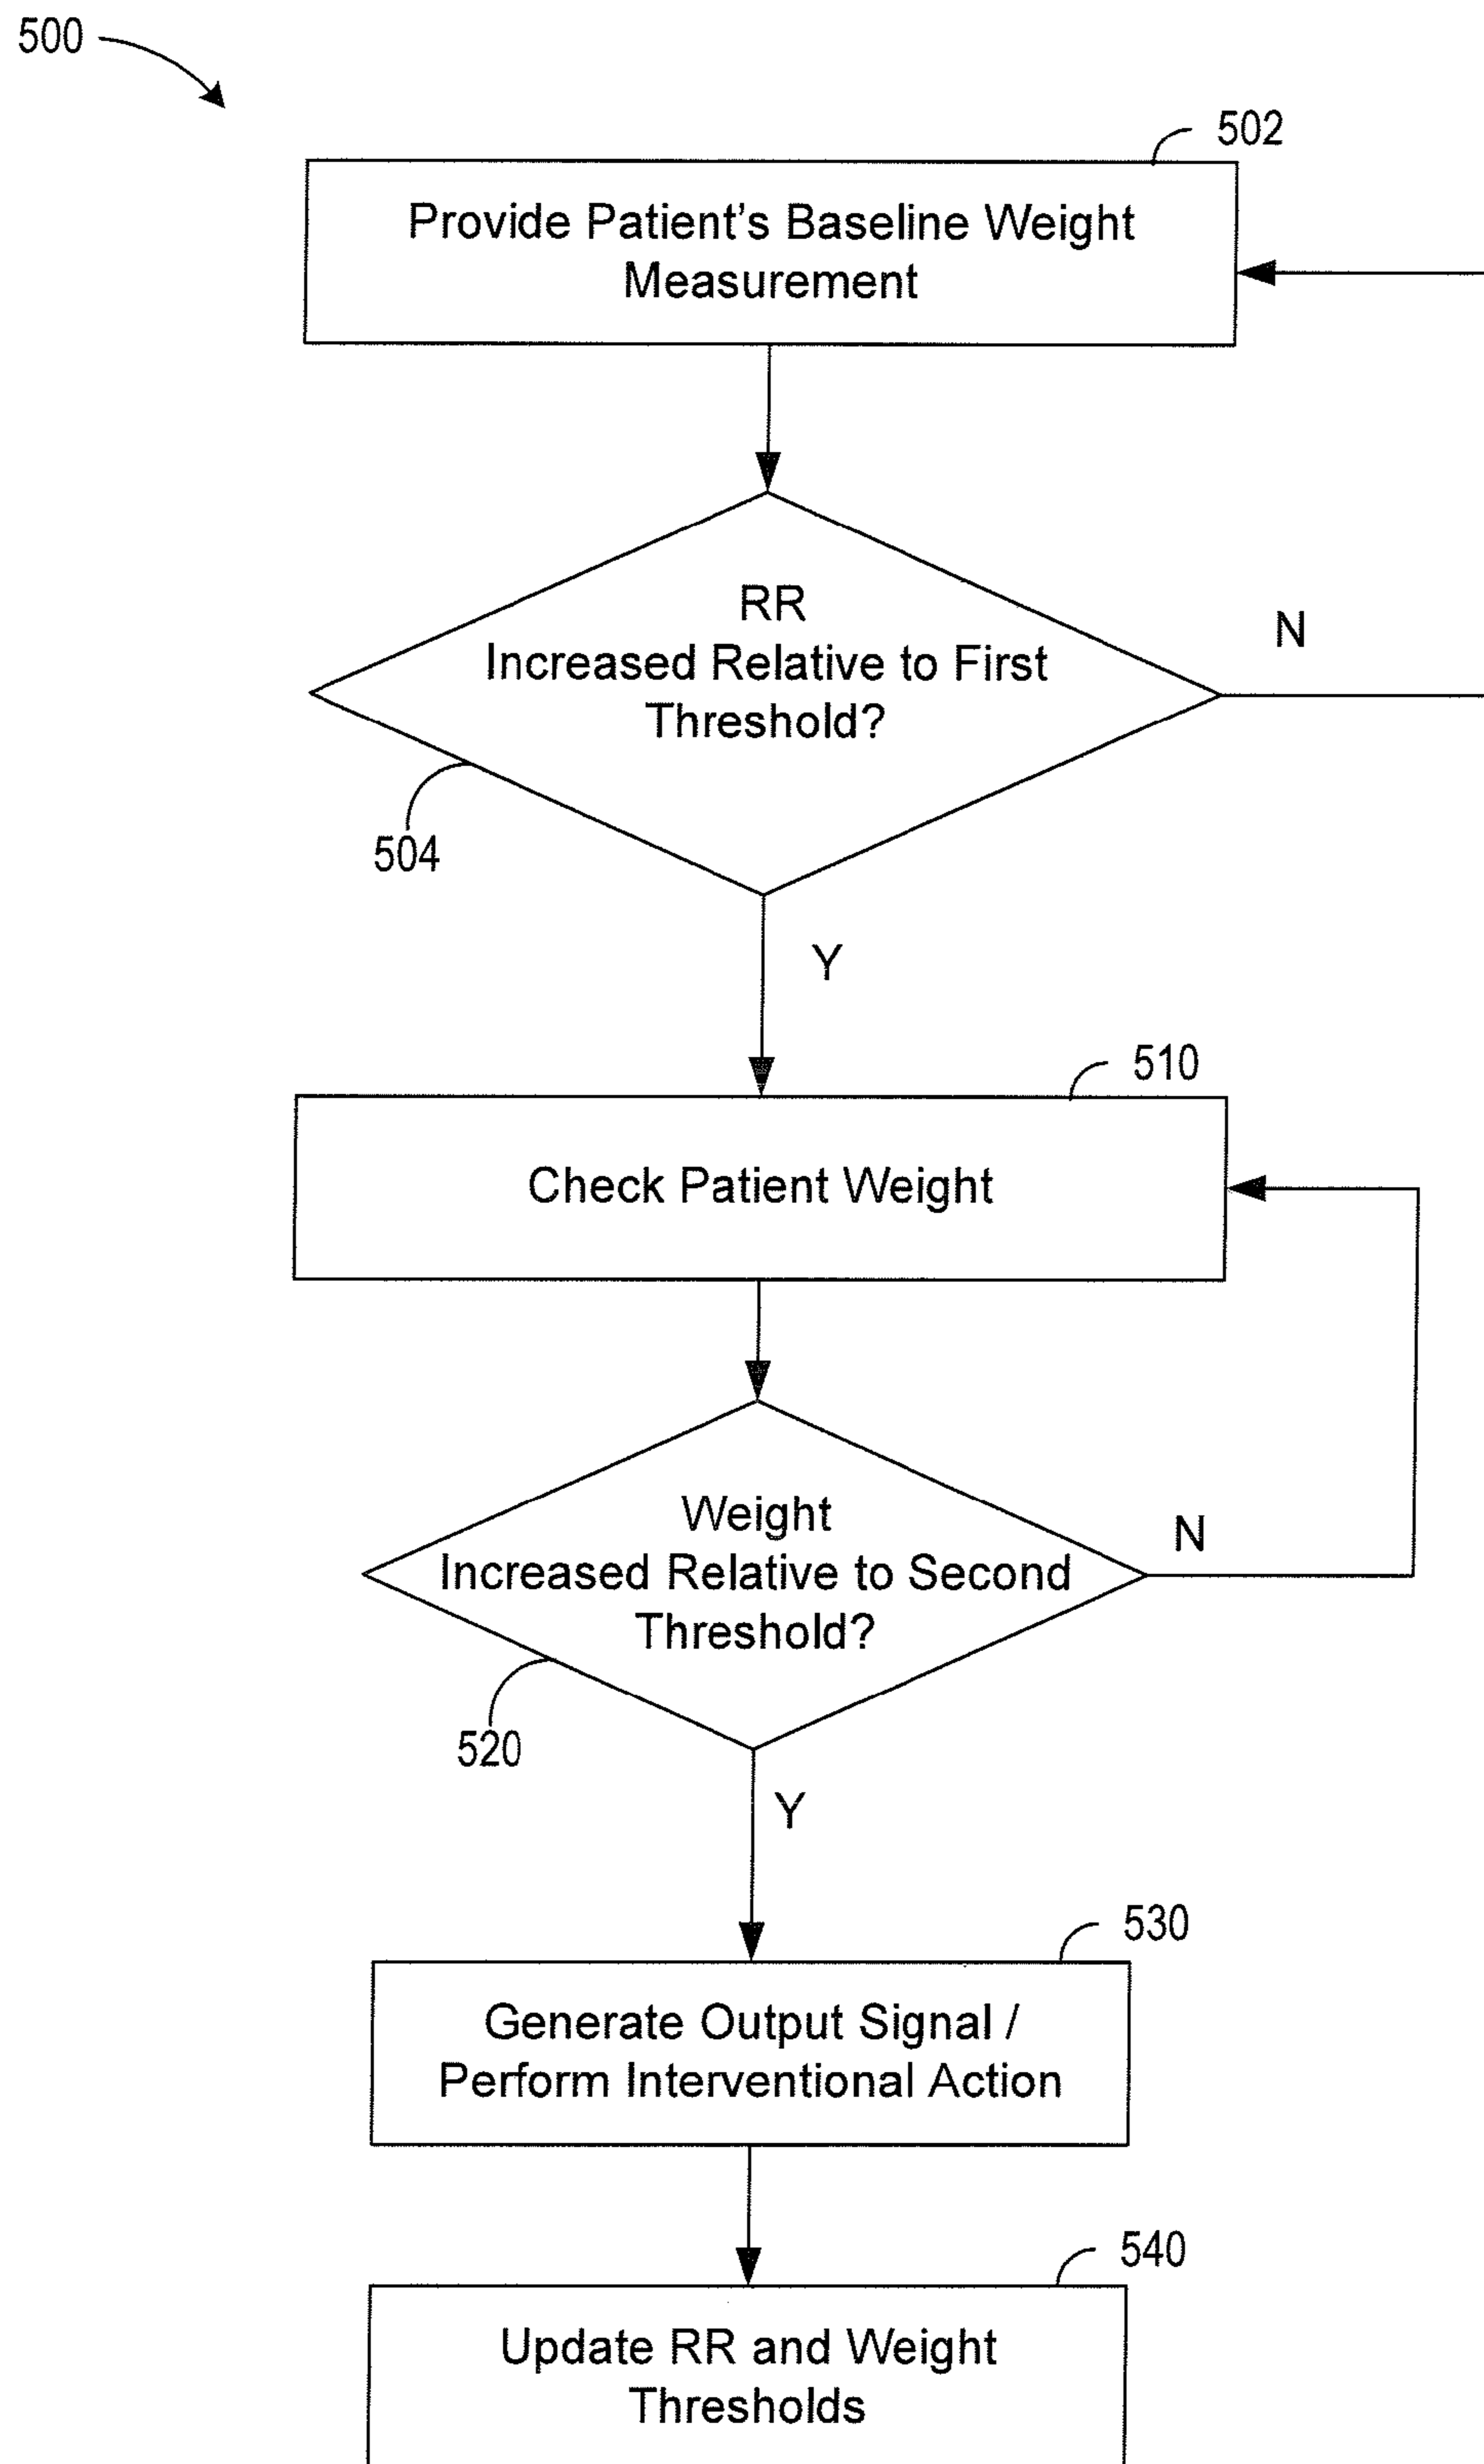 500
502
Provide Patient's Baseline Weight
Measurement
RR
Increased Relative to First
Threshold?
N
504
Y
510
Check Patient Weight
Weight
Increased Relative to Second
Threshold?
N
520
Y
530
Generate Output Signal /
Perform Interventional Action
540
Update RR and Weight
Thresholds